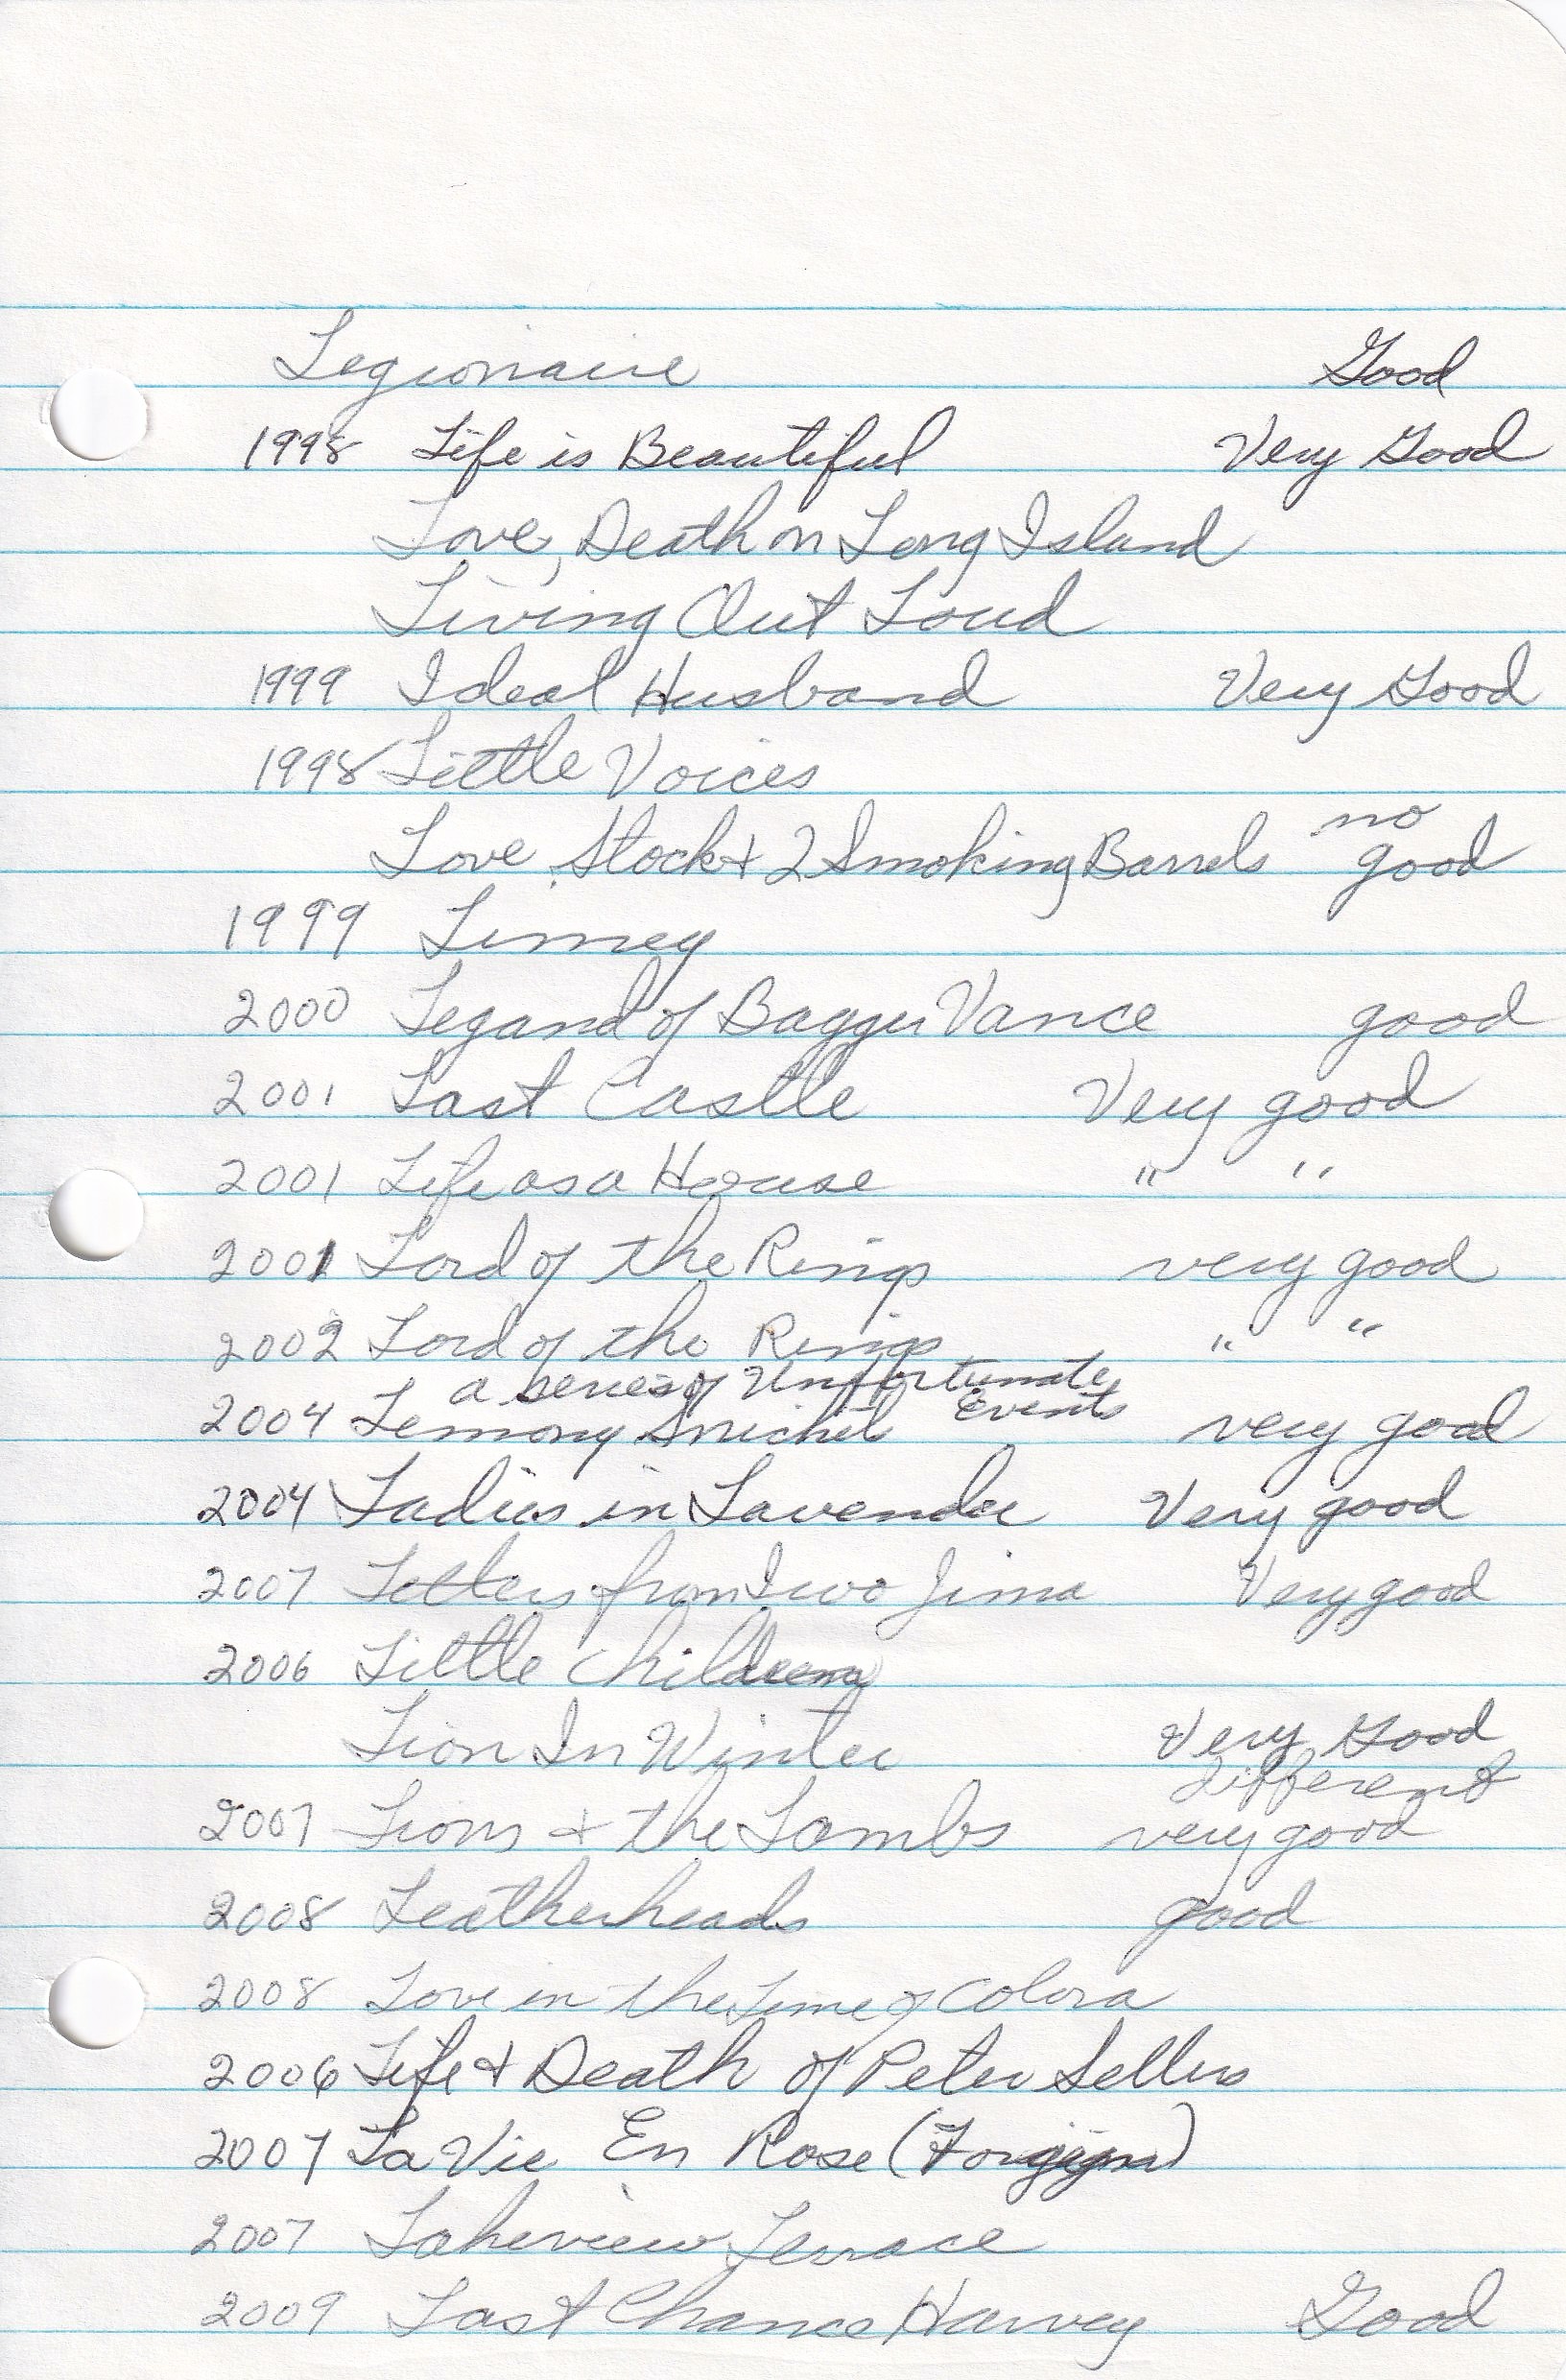 Legionaire Good
1998 Life is Beautiful Very Good
Love, Death on Long Island
Living Out Loud
1999 Ideal Husband Very Good
1998 Little Voices
Love, Stock + 2 Smoking Barrels no good
1999 Limey
2000 Legand of Bagger Vance good
2001 Last Castle Very good
2001 Life as a House " "
2001 Lord of the Rings very good
2002 Lord of the Rings " "
a series of Unfortunate Events
2004 Lemony Snichet very good
2004 Ladies in Lavender Very good
2007 Letters from Iwo Jima Very good
2006 Little Children
Lion In Winter Very Good
different
2007 Lions + the Lambs very good
2008 Leatherheads good
2008 Love in the Time of Colora
2006 Life + Death of Peter Sellers
2007 La Vie En Rose (Forgign)
2007 Lakeview Terrace
2009 Last Chance Harvey Good